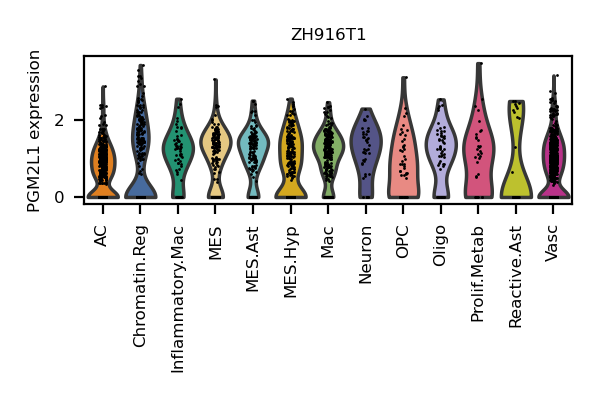 ZH916T1
PGM2L1 expression
2
0
AC
Chromatin.Reg
Inflammatory.Mac
MES
MES.Ast
MES.Hyp
Mac
Neuron
OPC
Oligo
Prolif.Metab
Reactive.Ast
Vasc